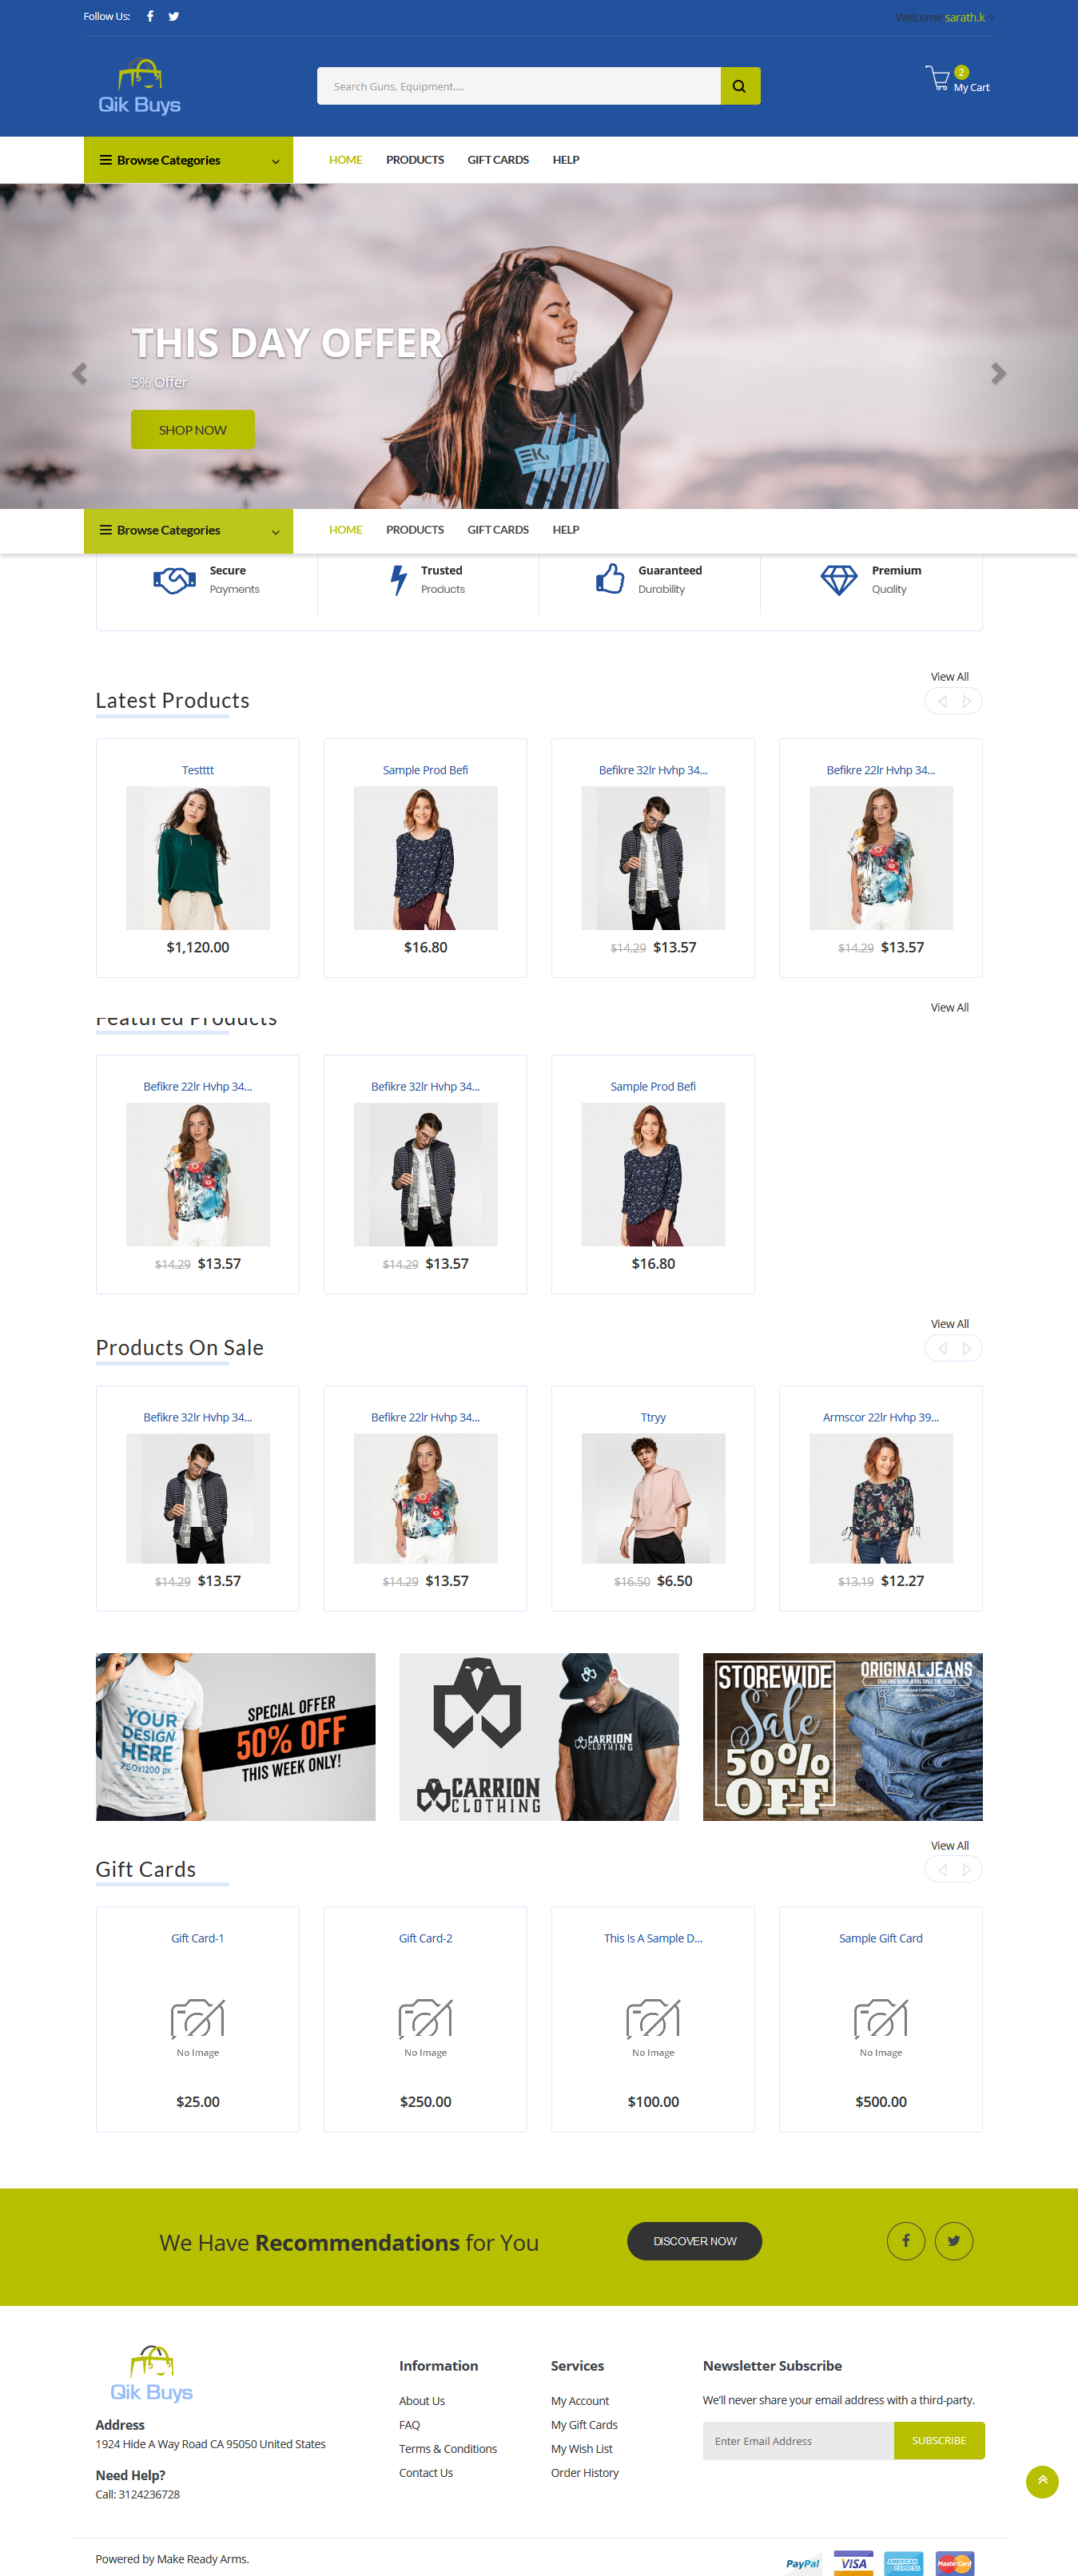 Follow Us:
Welcome sarath.k
Qik Buys
Search Guns, Equipment....
2
My Cart
Browse Categories
HOME PRODUCTS GIFT CARDS HELP
THIS DAY OFFER
5% Offer
SHOP NOW
EK
Browse Categories
HOME PRODUCTS GIFT CARDS HELP
Secure
Payments
Trusted
Products
Guaranteed
Durability
Premium
Quality
View All
Latest Products
Testttt
Sample Prod Befi
Befikre 32lr Hvhp 34...
Befikre 22lr Hvhp 34...
$1,120.00
$16.80
$14.29 $13.57
$14.29 $13.57
View All
Featured Products
Befikre 22lr Hvhp 34...
Befikre 32lr Hvhp 34...
Sample Prod Befi
$14.29 $13.57
$14.29 $13.57
$16.80
View All
Products On Sale
Befikre 32lr Hvhp 34...
Befikre 22lr Hvhp 34...
Ttryy
Armscor 22lr Hvhp 39...
$14.29 $13.57
$14.29 $13.57
$16.50 $6.50
$13.19 $12.27
YOUR
DESIGN
HERE
750x1200 px
SPECIAL OFFER
50% OFF
THIS WEEK ONLY!
CARRION
CLOTHING
CARRION
CLOTHING
STOREWIDE
Sale
50%
OFF
ORIGINAL JEANS
View All
Gift Cards
Gift Card-1
Gift Card-2
This Is A Sample D...
Sample Gift Card
No Image
No Image
No Image
No Image
$25.00
$250.00
$100.00
$500.00
We Have Recommendations for You
DISCOVER NOW
Qik Buys
Address
1924 Hide A Way Road CA 95050 United States
Need Help?
Call: 3124236728
Information
About Us
FAQ
Terms & Conditions
Contact Us
Services
My Account
My Gift Cards
My Wish List
Order History
Newsletter Subscribe
We'll never share your email address with a third-party.
Enter Email Address
SUBSCRIBE
Powered by Make Ready Arms.
PayPal
VISA
AMERICAN EXPRESS
MasterCard